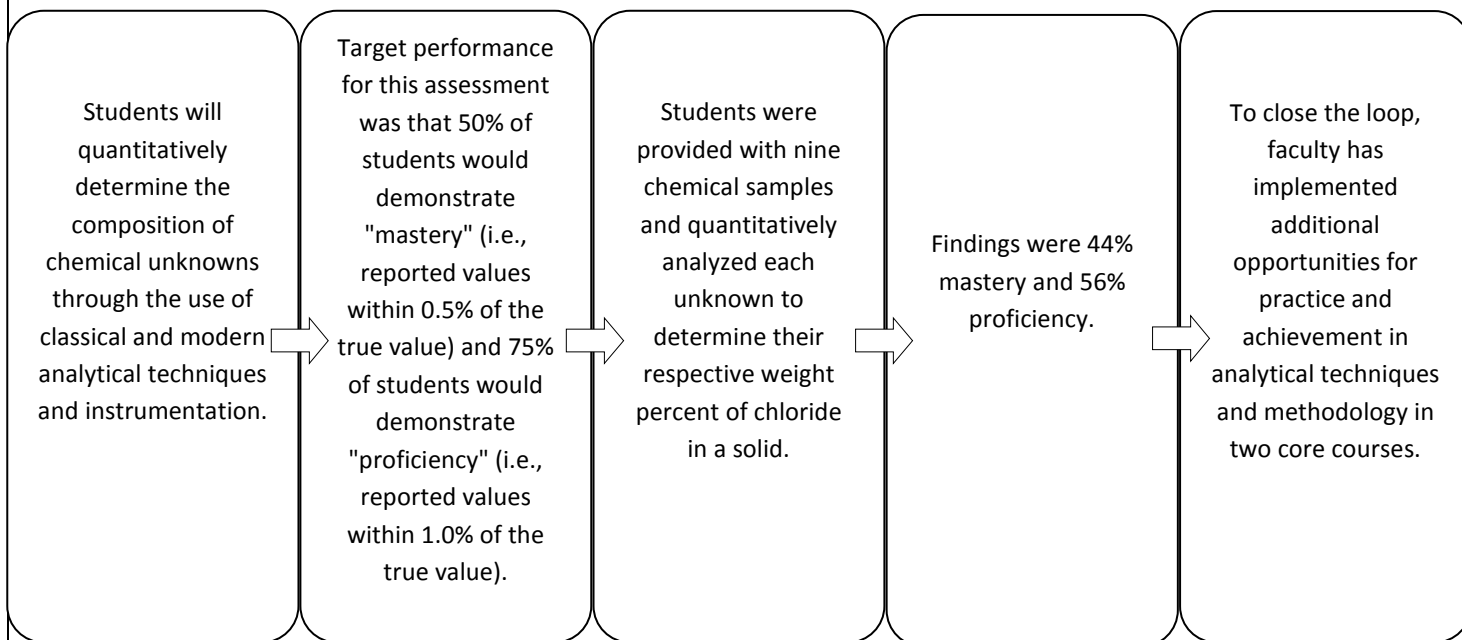 Students will
quantitatively
determine the
composition of
chemical unknowns
through the use of
classical and modern
analytical techniques
and instrumentation.
Target performance
for this assessment
was that 50% of
students would
demonstrate
"mastery" (i.e.,
reported values
within 0.5% of the
true value) and 75%
of students would
demonstrate
"proficiency" (i.e.,
reported values
within 1.0% of the
true value).
Students were
provided with nine
chemical samples
and quantitatively
analyzed each
unknown to
determine their
respective weight
percent of chloride
in a solid.
Findings were 44%
mastery and 56%
proficiency.
To close the loop,
faculty has
implemented
additional
opportunities for
practice and
achievement in
analytical techniques
and methodology in
two core courses.